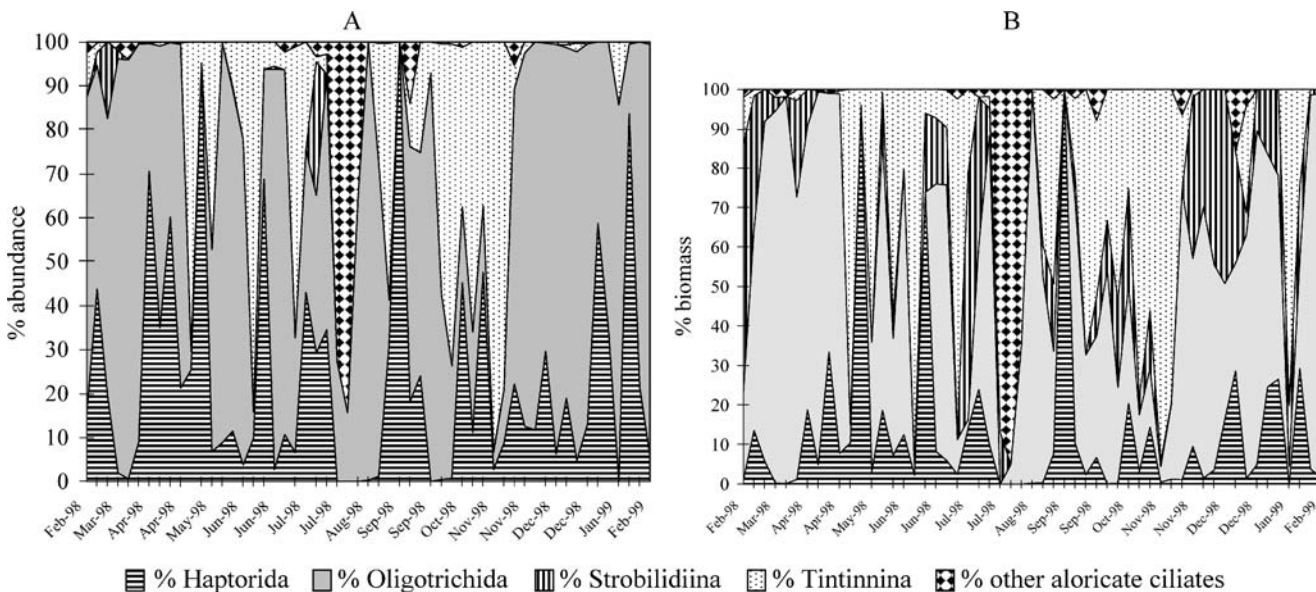 A
B
% abundance
100
90
80
70
60
50
40
30
20
10
0
Feb-98
Mar-98
Apr-98
Apr-98
May-98
Jun-98
Jun-98
Jul-98
Jul-98
Aug-98
Sep-98
Sep-98
Oct-98
Nov-98
Nov-98
Dec-98
Dec-98
Jan-99
Feb-99
% biomass
100
90
80
70
60
50
40
30
20
10
0
Feb-98
Mar-98
Apr-98
Apr-98
May-98
Jun-98
Jun-98
Jul-98
Jul-98
Aug-98
Sep-98
Sep-98
Oct-98
Nov-98
Nov-98
Dec-98
Dec-98
Jan-99
Feb-99
% Haptorida % Oligotrichida % Strobilidiina % Tintinnina % other aloricate ciliates